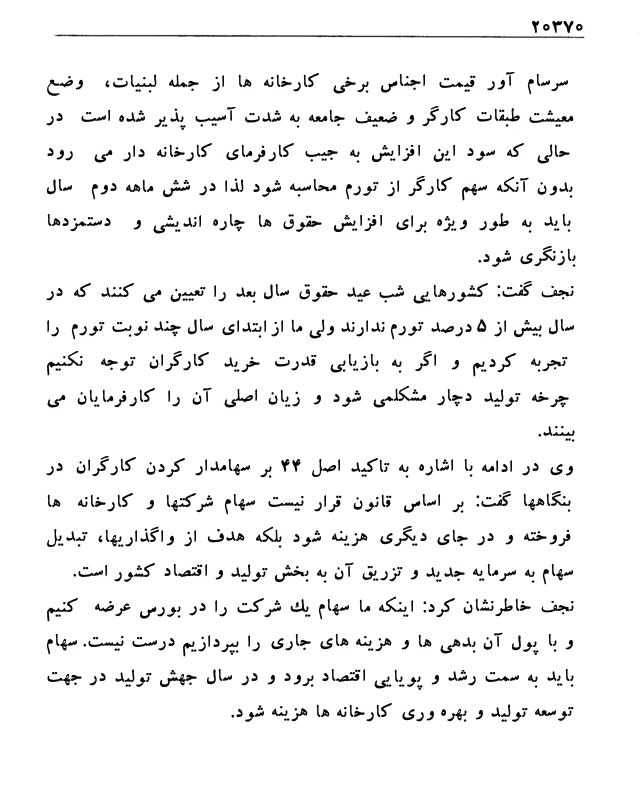 ۲۰۳۷۰
سرسام آور قیمت اجناس برخی کارخانه ها از جمله لبنیات، وضع
معیشت طبقات کارگر و ضعیف جامعه به شدت آسیب پذیر شده است در
حالی که سود این افزایش به جیب کارفرمای کارخانه دار می رود
بدون آنکه سهم کارگر از تورم محاسبه شود لذا در شش ماهه دوم سال
باید به طور ویژه برای افزایش حقوق ها چاره اندیشی و دستمزدها
بازنگری شود.
نجف گفت: کشورهایی شب عید حقوق سال بعد را تعیین می کنند که در
سال بیش از ۵ درصد تورم ندارند ولی ما از ابتدای سال چند نوبت تورم را
تجربه کردیم و اگر به بازیابی قدرت خرید کارگران توجه نکنیم
چرخه تولید دچار مشکلمی شود و زیان اصلی آن را کارفرمایان می
بینند.
وی در ادامه با اشاره به تاکید اصل ۴۴ بر سهامدار کردن کارگران در
بنگاهها گفت: بر اساس قانون قرار نیست سهام شرکتها و کارخانه ها
فروخته و در جای دیگری هزینه شود بلکه هدف از واگذاریها، تبدیل
سهام به سرمایه جدید و تزریق آن به بخش تولید و اقتصاد کشور است.
نجف خاطرنشان کرد: اینکه ما سهام یك شرکت را در بورس عرضه کنیم
و با پول آن بدهی ها و هزینه های جاری را بپردازیم درست نیست. سهام
باید به سمت رشد و پویایی اقتصاد برود و در سال جهش تولید در جهت
توسعه تولید و بهره وری کارخانه ها هزینه شود.